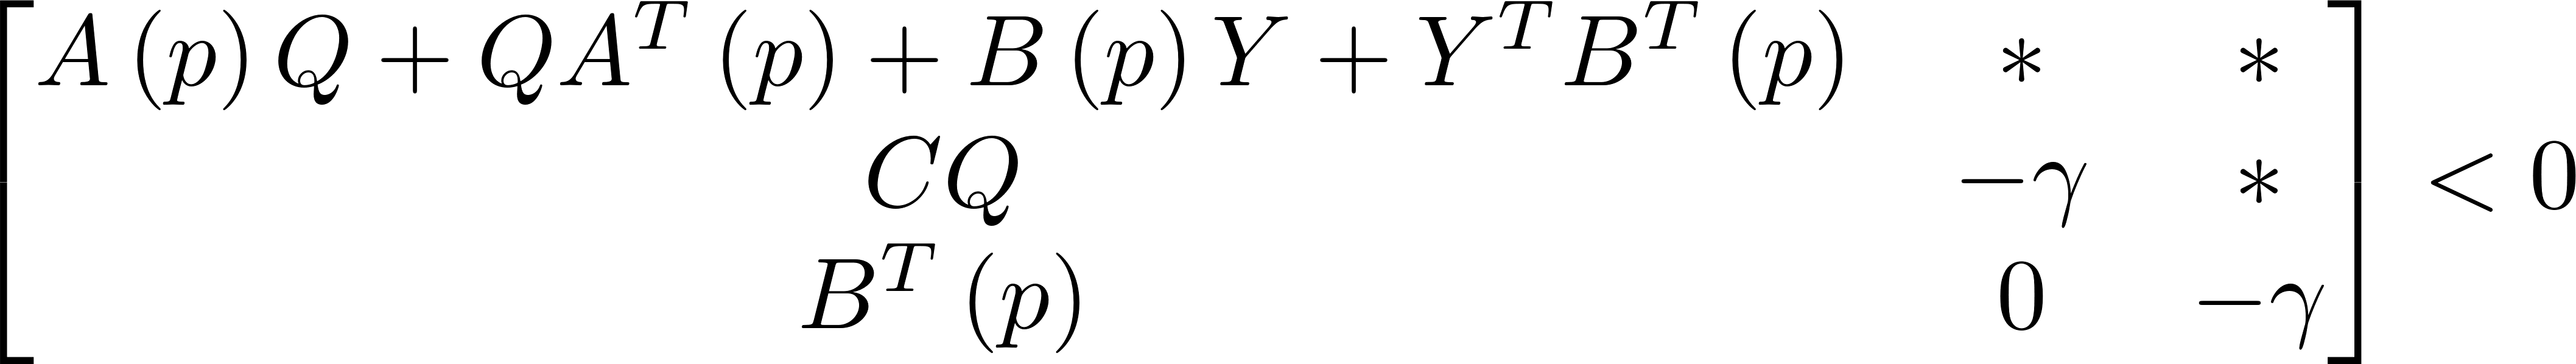 [ A (p) Q + QA^T (p) + B (p) Y + Y^T B^T (p) * * ]
[ CQ −γ * ] < 0
[ B^T (p) 0 −γ ]